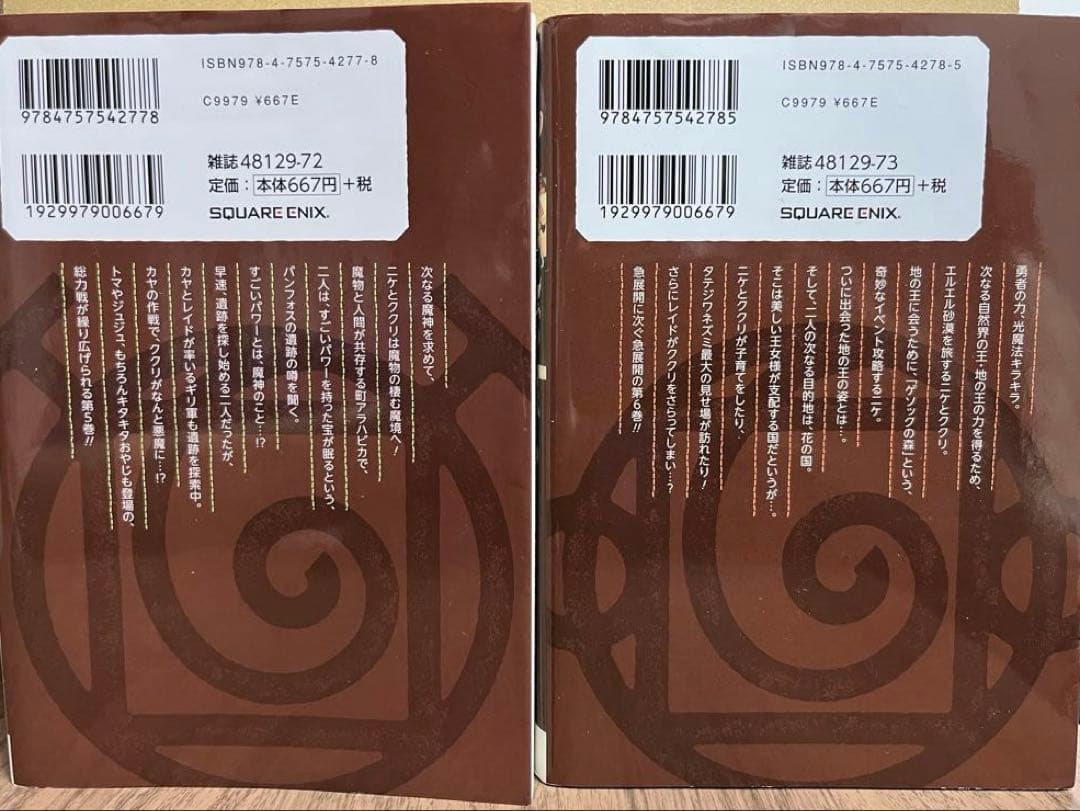 ISBN978-4-7575-4277-8
C9979 ¥667E
9784757542778
雑誌48129-72
定価：本体667円＋税
1929979006679
SQUARE ENIX.
次なる魔神を求めて、
ニケとククリは魔物の棲む魔境へ！
魔物と人間が共存する町アラハビカで、
二人は、すごいパワーを持った宝が眠るという、
パンフォスの遺跡の噂を聞く。
すごいパワーとは、魔神のこと…!?
早速、遺跡を探し始める二人だったが、
カヤとレイドが率いるギリ軍も遺跡を探索中。
カヤの作戦で、ククリがなんと悪魔に…!?
トマやジュジュ、もちろんキタキタおやじも登場の、
総力戦が繰り広げられる第5巻!!
ISBN978-4-7575-4278-5
C9979 ¥667E
9784757542785
雑誌48129-73
定価：本体667円＋税
1929979006679
SQUARE ENIX.
勇者の力、光魔法キラキラ。
次なる自然界の王・地の王の力を得るため、
エルエル砂漠を旅するニケとククリ。
地の王に会うために、「ゲソックの森」という、
奇妙なイベント攻略するニケ。
ついに出会った地の王の姿とは…。
そして、二人の次なる目的地は、花の国。
そこは美しい王女様が支配する国だというが…。
ニケとククリが子育てをしたり、
タテジワネズミ最大の見せ場が訪れたり！
さらにレイドがククリをさらってしまい…？
急展開に次ぐ急展開の第6巻!!